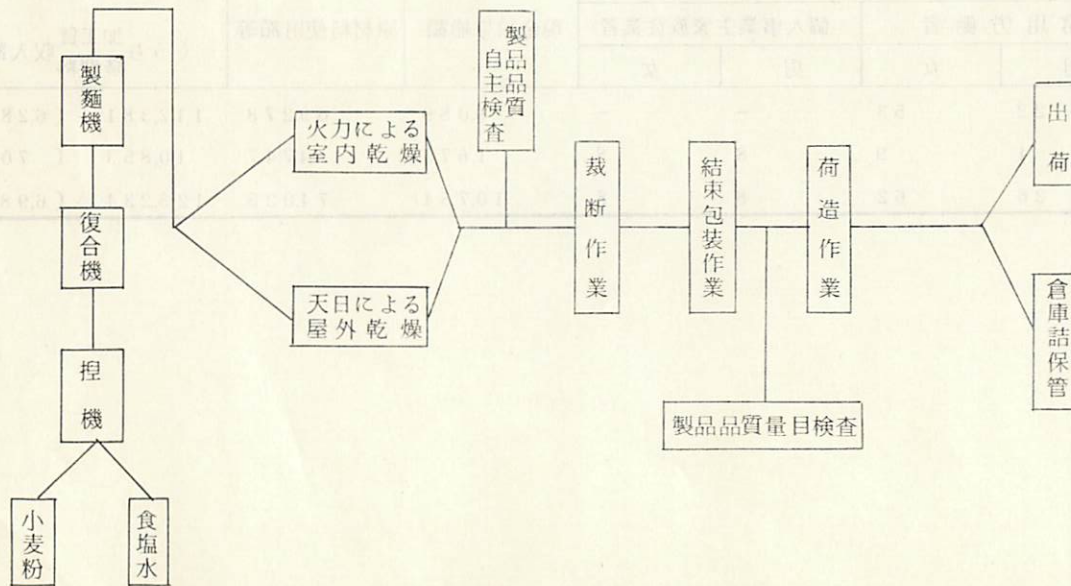 製麺機
復合機
捏機
小麦粉
食塩水
火力による
室内乾燥
天日による
屋外乾燥
製品品質
自主検査
裁断作業
結束包装作業
製品品質量目検査
荷造作業
出荷
倉庫詰保管